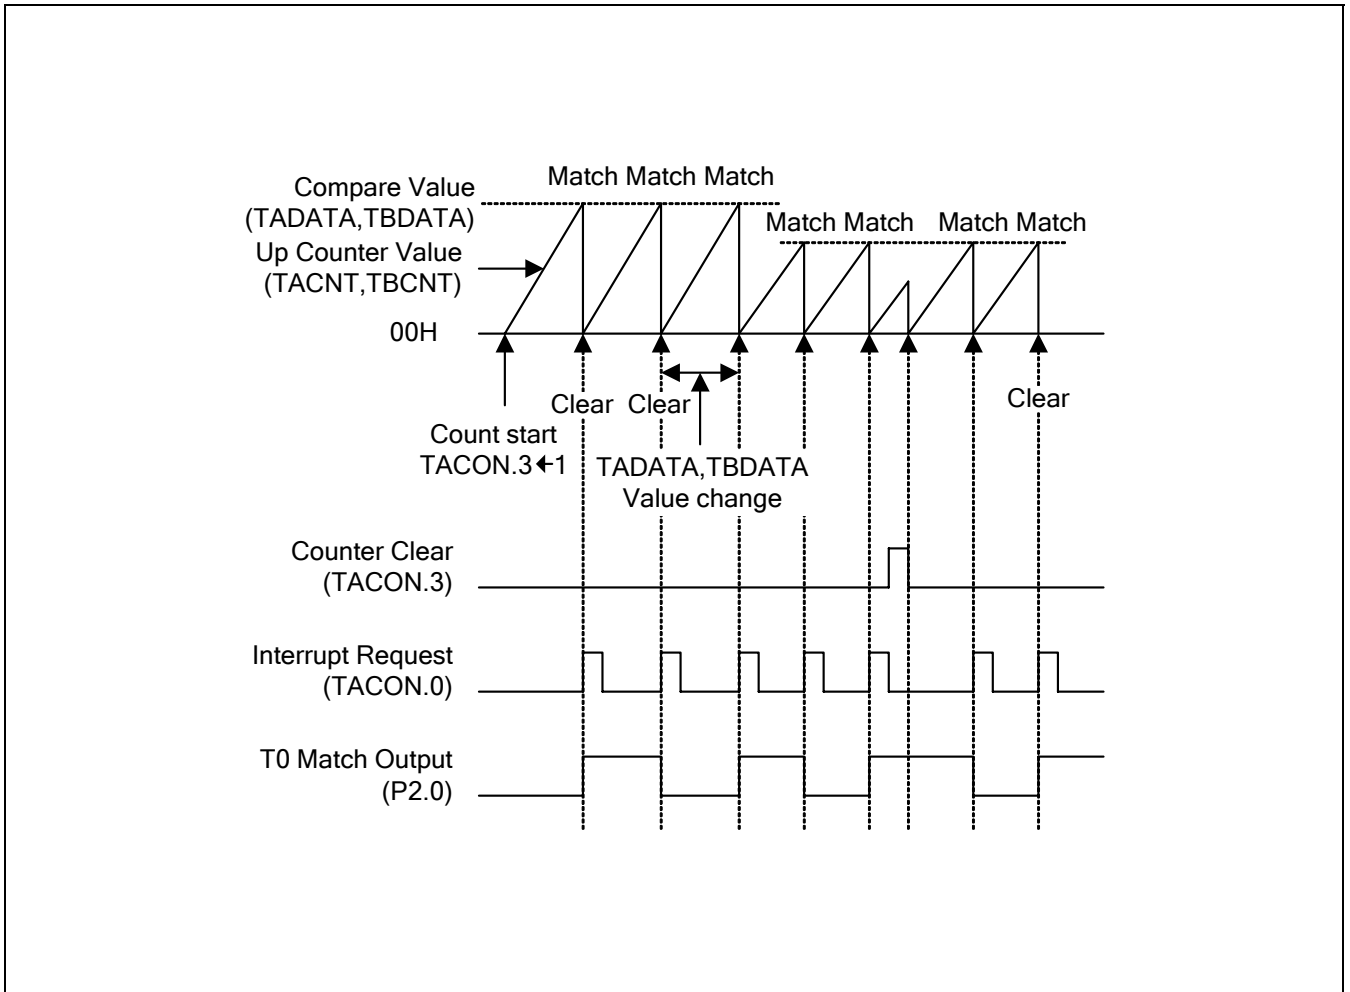 Match Match Match
Compare Value
(TADATA,TBDATA)
Match Match
Match Match
Up Counter Value
(TACNT,TBCNT)
00H
Clear
Clear
Clear
Count start
TACON.3←1
TADATA,TBDATA
Value change
Counter Clear
(TACON.3)
Interrupt Request
(TACON.0)
T0 Match Output
(P2.0)